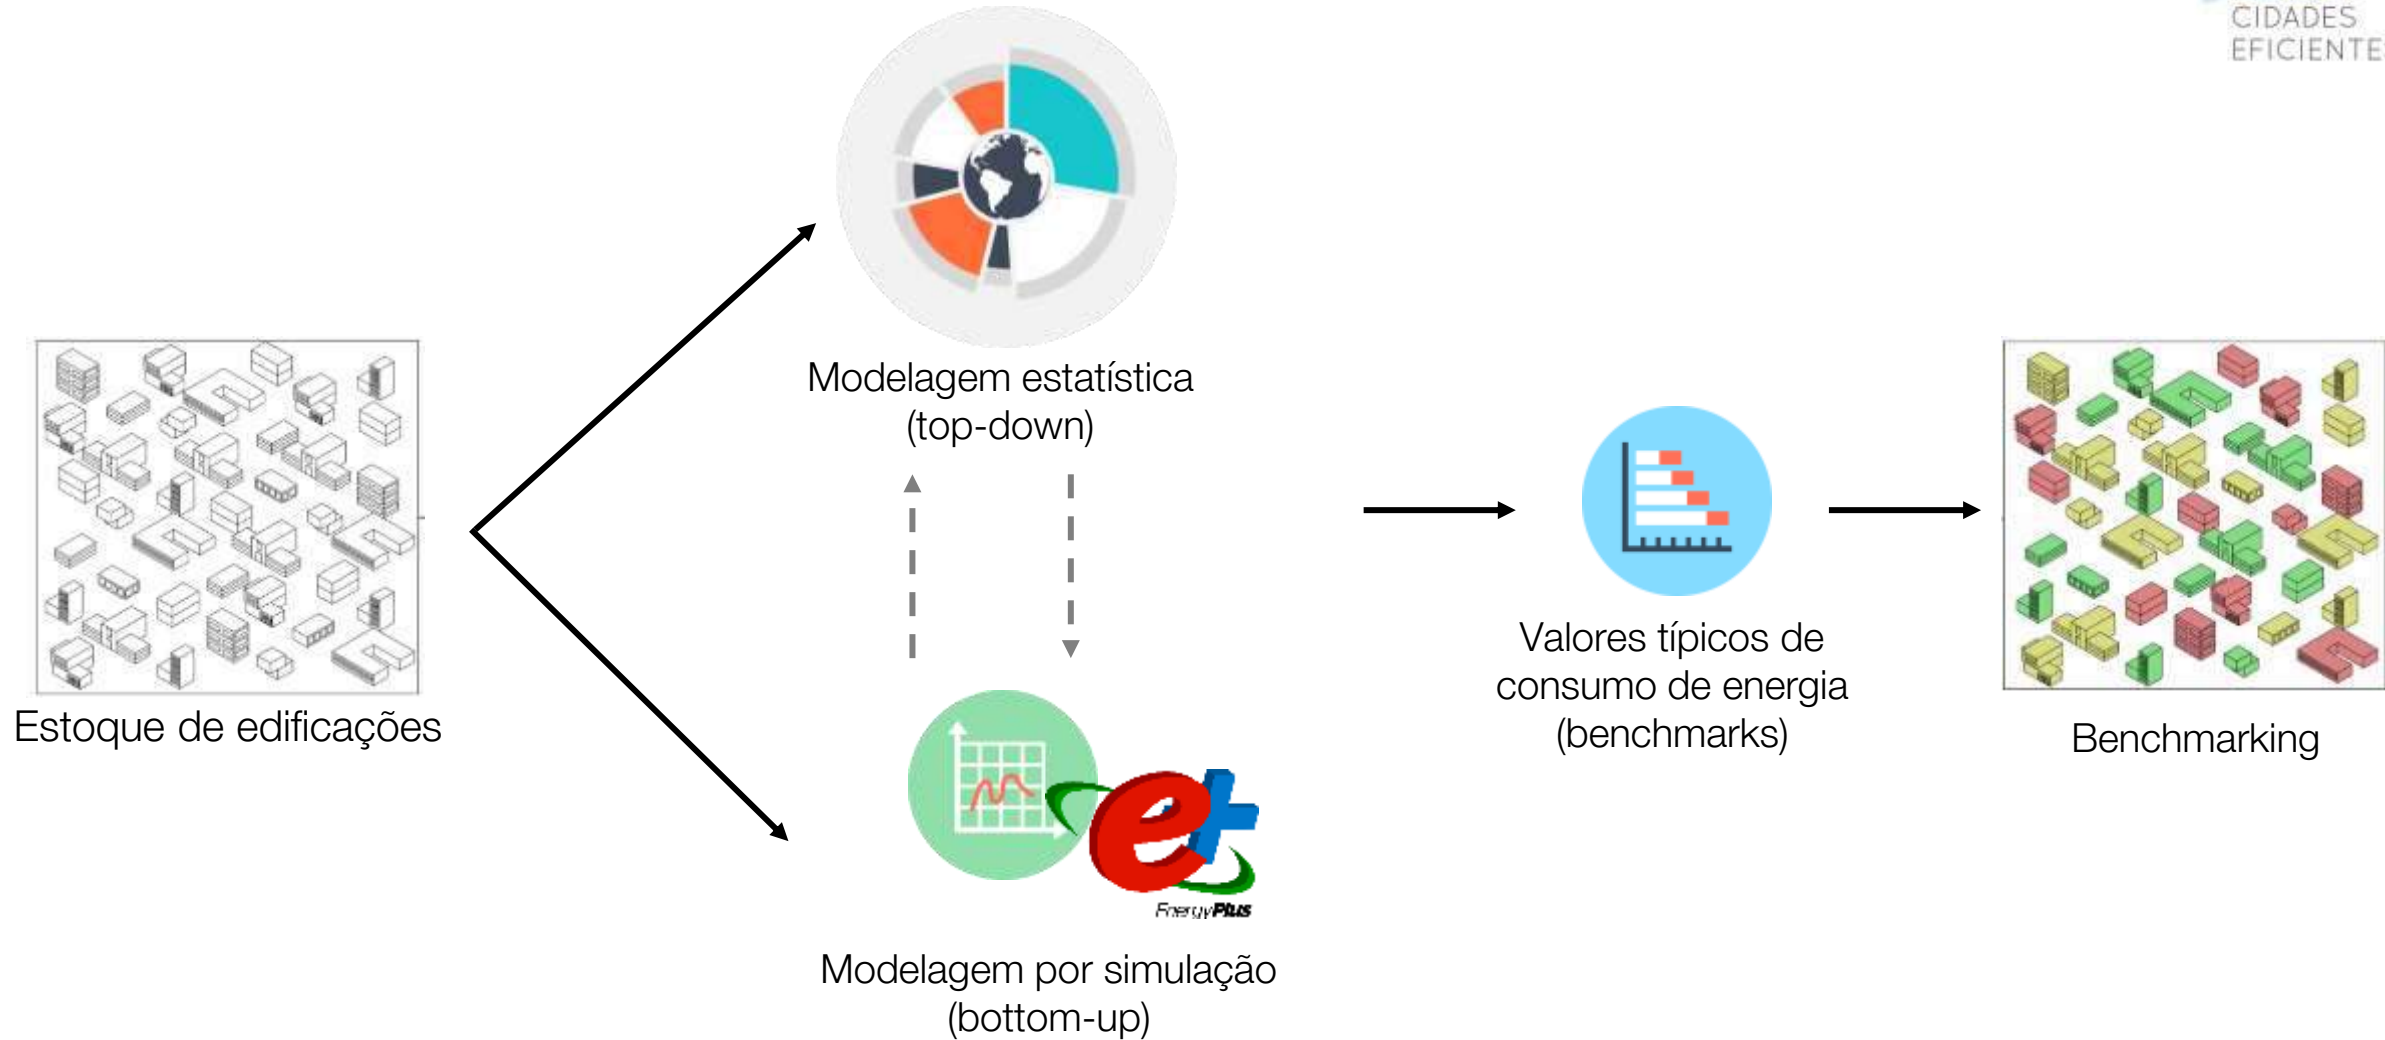 CIDADES
EFICIENTE
Modelagem estatística
(top-down)
Estoque de edificações
Valores típicos de
consumo de energia
(benchmarks)
Benchmarking
EnergyPlus
Modelagem por simulação
(bottom-up)